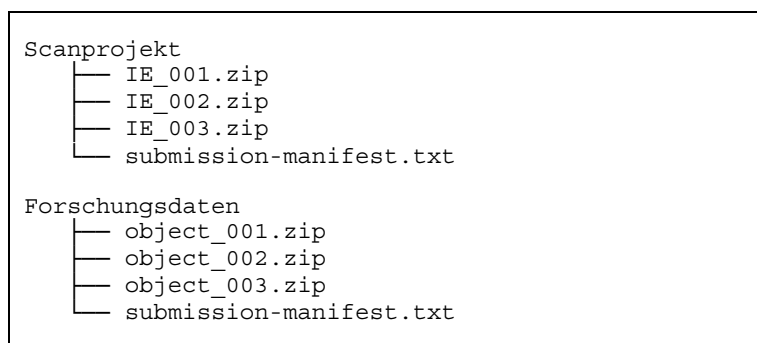 Scanprojekt
├── IE_001.zip
├── IE_002.zip
├── IE_003.zip
└── submission-manifest.txt
Forschungsdaten
├── object_001.zip
├── object_002.zip
├── object_003.zip
└── submission-manifest.txt